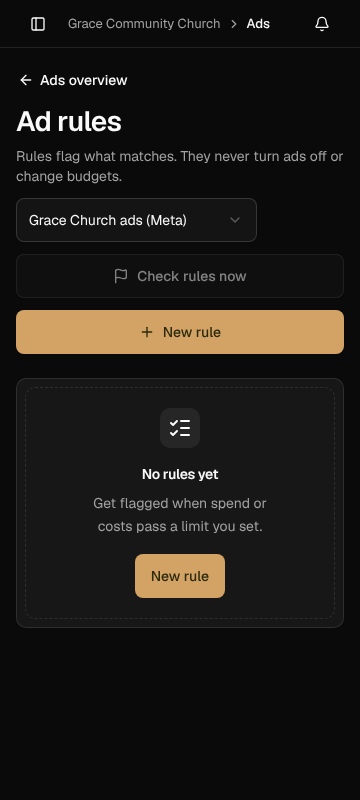 Grace Community Church > Ads
Ads overview
Ad rules
Rules flag what matches. They never turn ads off or
change budgets.
Grace Church ads (Meta)
Check rules now
New rule
No rules yet
Get flagged when spend or
costs pass a limit you set.
New rule